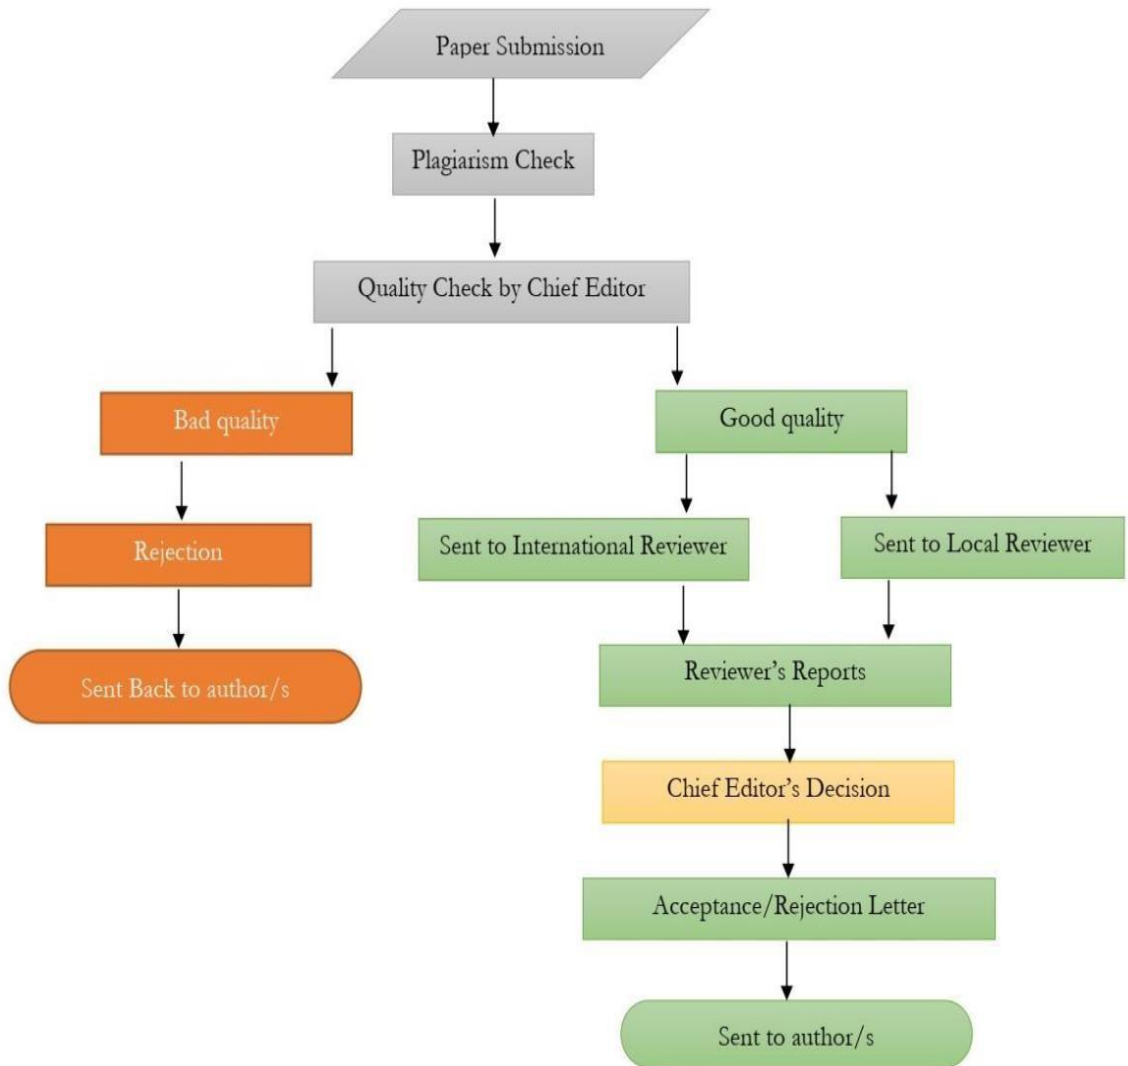 Paper Submission
Plagiarism Check
Quality Check by Chief Editor
Bad quality
Good quality
Rejection
Sent to International Reviewer
Sent to Local Reviewer
Sent Back to author/s
Reviewer’s Reports
Chief Editor’s Decision
Acceptance/Rejection Letter
Sent to author/s